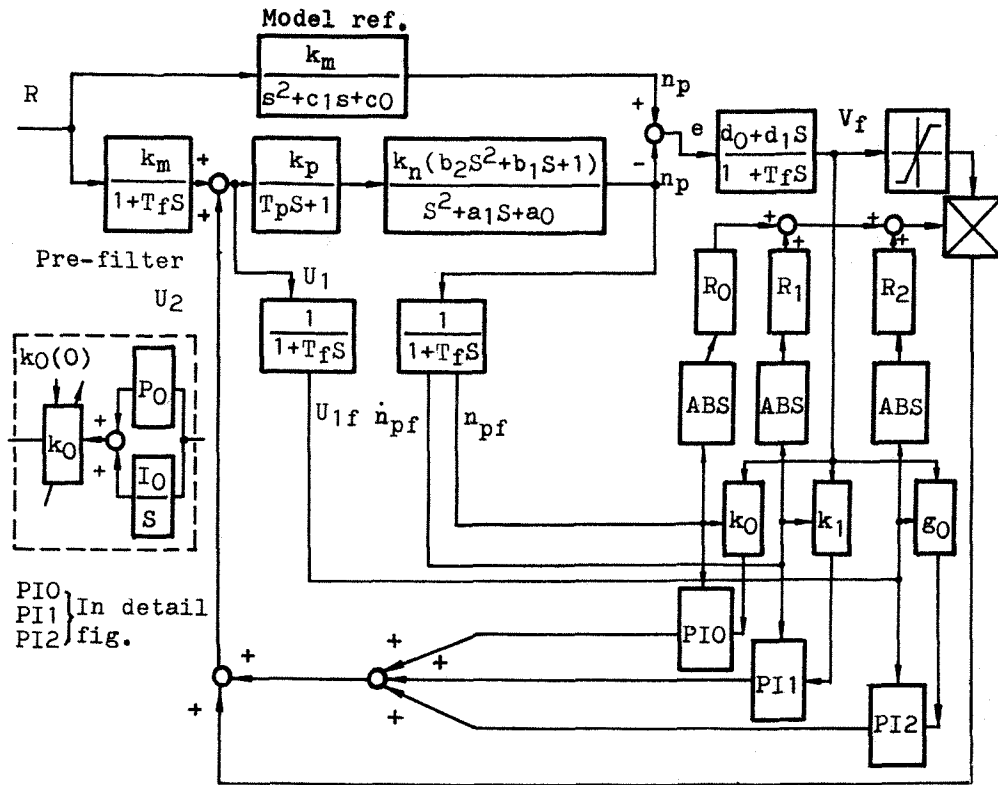 Model ref.
k_m
s²+c₁s+c₀
R
n_p
+
e
-
n_p
d₀+d₁S
1 +T_fS
V_f
k_m
1+T_fS
+
+
k_p
T_pS+1
k_n(b₂S²+b₁S+1)
S²+a₁S+a₀
Pre-filter
U₂
U₁
1
1+T_fS
1
1+T_fS
+
+
+
+
R₀
R₁
R₂
ABS
ABS
ABS
k₀(0)
P₀
+
k₀
+
I₀
S
U₁f
ṅ_pf
n_pf
k₀
k₁
g₀
PI0
PI1
PI2
In detail
fig.
PI0
PI1
PI2
+
+
+
+
+